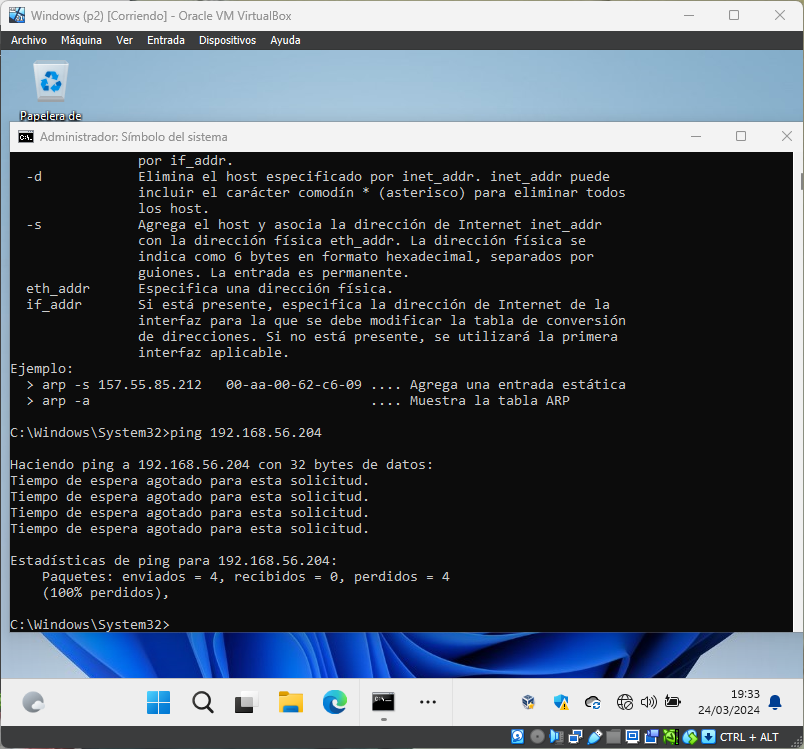 Windows (p2) [Corriendo] - Oracle VM VirtualBox
Archivo Máquina Ver Entrada Dispositivos Ayuda
Papelera de
Administrador: Símbolo del sistema
por if_addr.
-d Elimina el host especificado por inet_addr. inet_addr puede
incluir el carácter comodín * (asterisco) para eliminar todos
los host.
-s Agrega el host y asocia la dirección de Internet inet_addr
con la dirección física eth_addr. La dirección física se
indica como 6 bytes en formato hexadecimal, separados por
guiones. La entrada es permanente.
eth_addr Especifica una dirección física.
if_addr Si está presente, especifica la dirección de Internet de la
interfaz para la que se debe modificar la tabla de conversión
de direcciones. Si no está presente, se utilizará la primera
interfaz aplicable.
Ejemplo:
> arp -s 157.55.85.212 00-aa-00-62-c6-09 .... Agrega una entrada estática
> arp -a .... Muestra la tabla ARP
C:\Windows\System32>ping 192.168.56.204
Haciendo ping a 192.168.56.204 con 32 bytes de datos:
Tiempo de espera agotado para esta solicitud.
Tiempo de espera agotado para esta solicitud.
Tiempo de espera agotado para esta solicitud.
Tiempo de espera agotado para esta solicitud.
Estadísticas de ping para 192.168.56.204:
Paquetes: enviados = 4, recibidos = 0, perdidos = 4
(100% perdidos),
C:\Windows\System32>
19:33
24/03/2024
CTRL + ALT